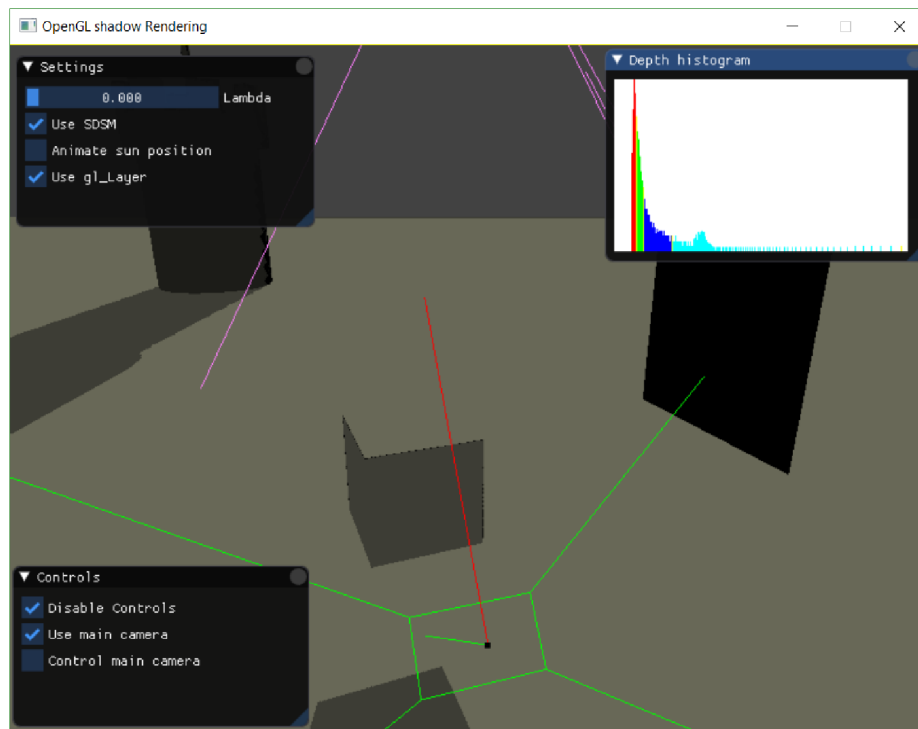 OpenGL shadow Rendering
Settings
0.000 Lambda
Use SDSM
Animate sun position
Use gl_Layer
Depth histogram
Controls
Disable Controls
Use main camera
Control main camera